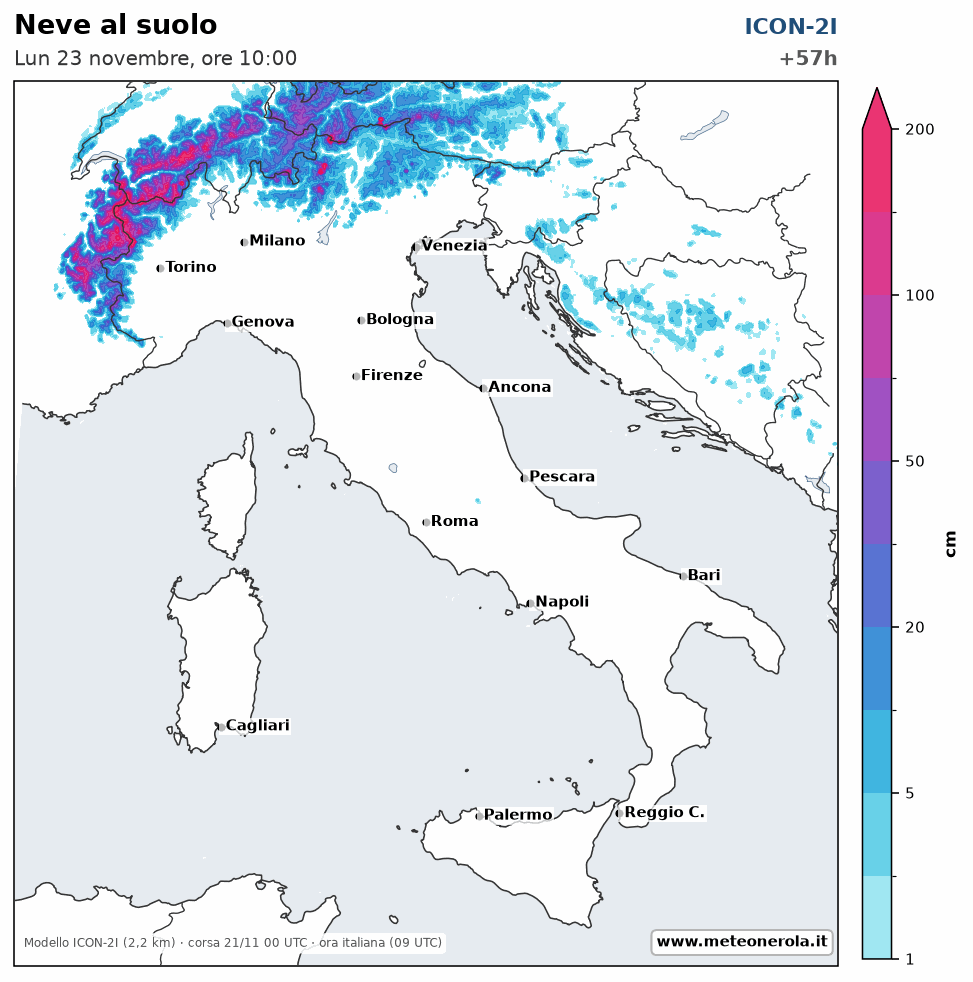 Neve al suolo
ICON-2I
Lun 23 novembre, ore 10:00
+57h
Milano
Venezia
Torino
Genova
Bologna
Firenze
Ancona
Pescara
Roma
Bari
Napoli
Cagliari
Palermo
Reggio C.
200
100
50
20
5
1
cm
Modello ICON-2I (2,2 km) · corsa 21/11 00 UTC · ora italiana (09 UTC)
www.meteonerola.it